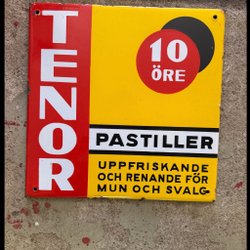 TENOR
10
ÖRE
PASTILLER
UPPFRISKANDE
OCH RENANDE FÖR
MUN OCH SVALG